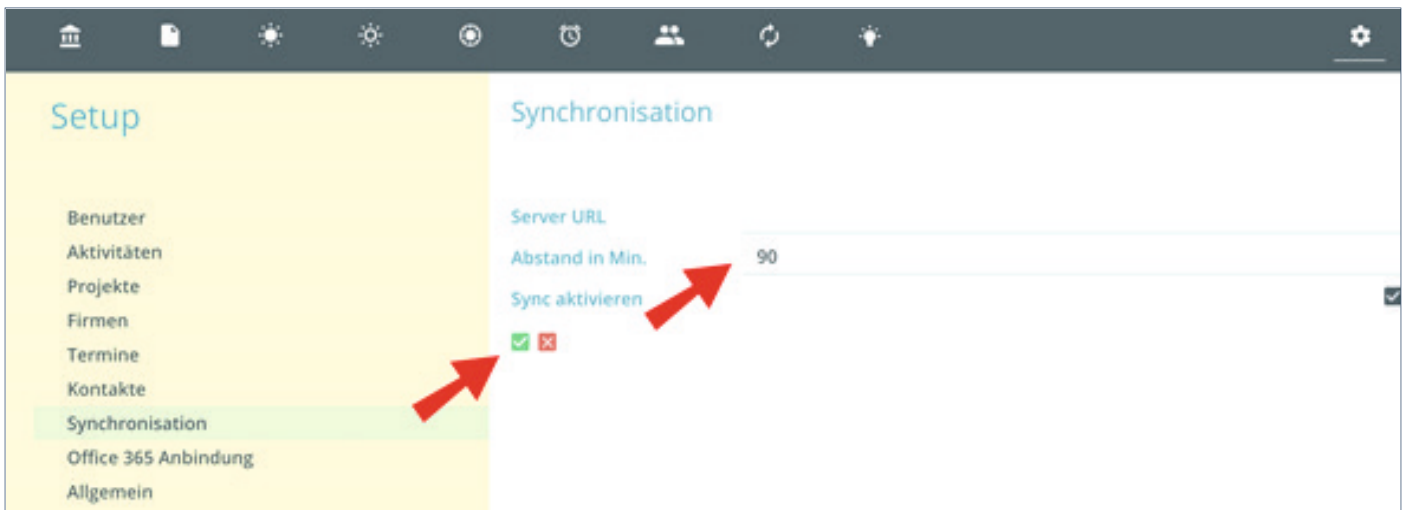 Setup
Benutzer
Aktivitäten
Projekte
Firmen
Termine
Kontakte
Synchronisation
Office 365 Anbindung
Allgemein
Synchronisation
Server URL
Abstand in Min. 90
Sync aktivieren